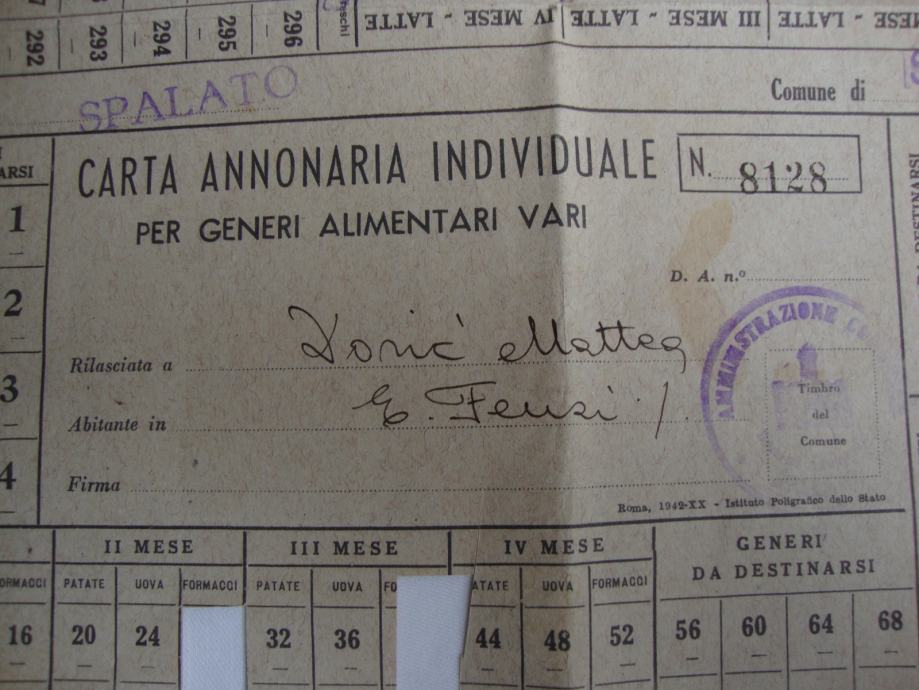 292 293 294 295 296
IV MESE - LATTE III MESE - LATTE LATTE
SPALATO
Comune di
CARTA ANNONARIA INDIVIDUALE
N. 8128
PER GENERI ALIMENTARI VARI
D. A. n.º
Rilasciata a Matteo
Abitante in
Firma
AMMINISTRAZIONE
Timbro
del
Comune
Roma, 1942-XX - Istituto Poligrafico dello Stato
1
2
3
4
II MESE III MESE IV MESE GENERI
DA DESTINARSI
PATATE UOVA FORMAGGI PATATE UOVA UOVA FORMAGGI
16 20 24 32 36 44 48 52 56 60 64 68